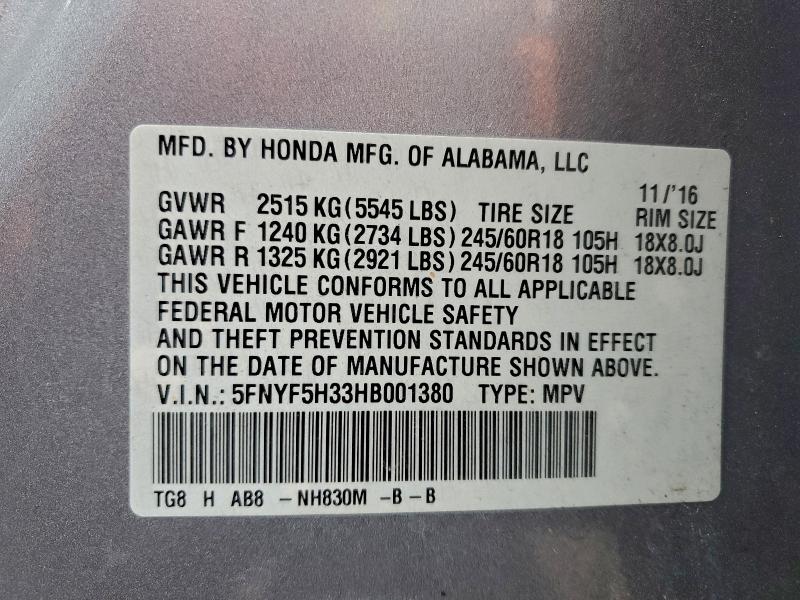 MFD. BY HONDA MFG. OF ALABAMA, LLC
11/'16
GVWR 2515 KG (5545 LBS) TIRE SIZE RIM SIZE
GAWR F 1240 KG (2734 LBS) 245/60R18 105H 18X8.0J
GAWR R 1325 KG (2921 LBS) 245/60R18 105H 18X8.0J
THIS VEHICLE CONFORMS TO ALL APPLICABLE
FEDERAL MOTOR VEHICLE SAFETY
AND THEFT PREVENTION STANDARDS IN EFFECT
ON THE DATE OF MANUFACTURE SHOWN ABOVE.
V.I.N.: 5FNYF5H33HB001380 TYPE: MPV
TG8 H AB8 -NH830M -B-B